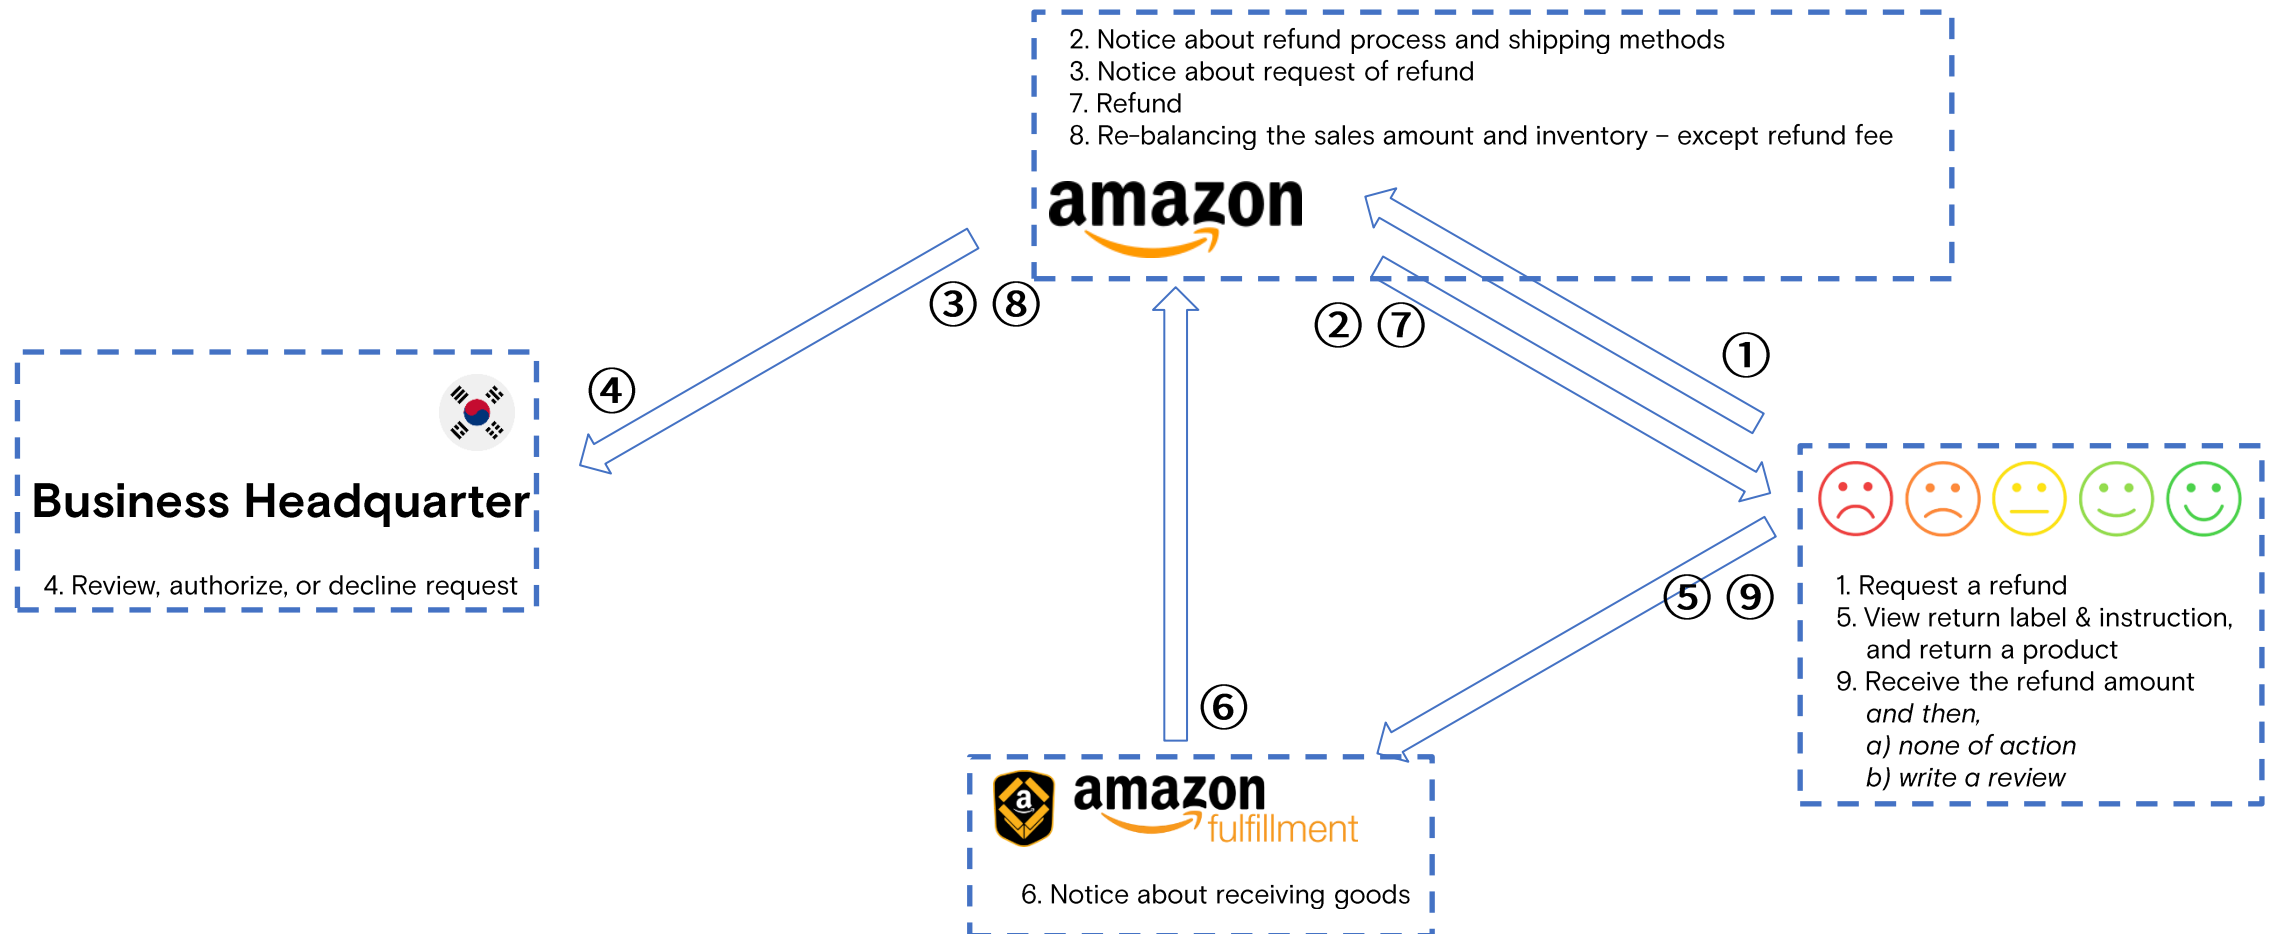 2. Notice about refund process and shipping methods
3. Notice about request of refund
7. Refund
8. Re-balancing the sales amount and inventory – except refund fee
amazon
③ ⑧
② ⑦
①
④
Business Headquarter
4. Review, authorize, or decline request
⑤ ⑨
1. Request a refund
5. View return label & instruction,
and return a product
9. Receive the refund amount
and then,
a) none of action
b) write a review
⑥
a
amazon
fulfillment
6. Notice about receiving goods